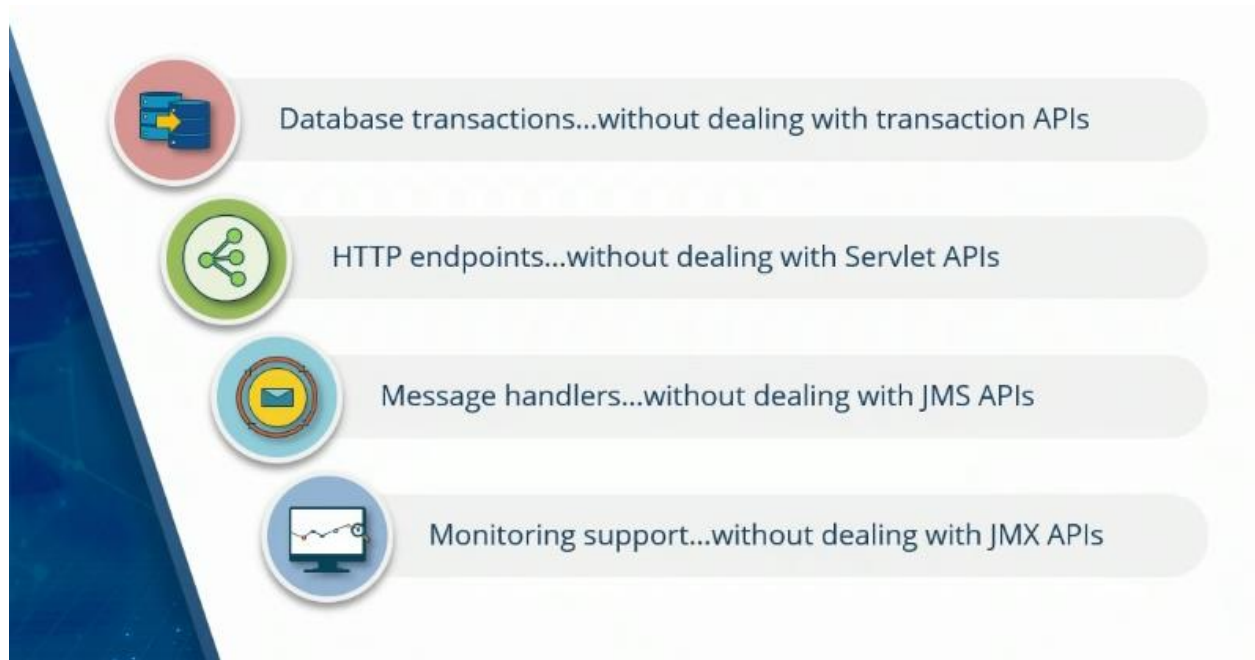 Database transactions...without dealing with transaction APIs
HTTP endpoints...without dealing with Servlet APIs
Message handlers...without dealing with JMS APIs
Monitoring support...without dealing with JMX APIs